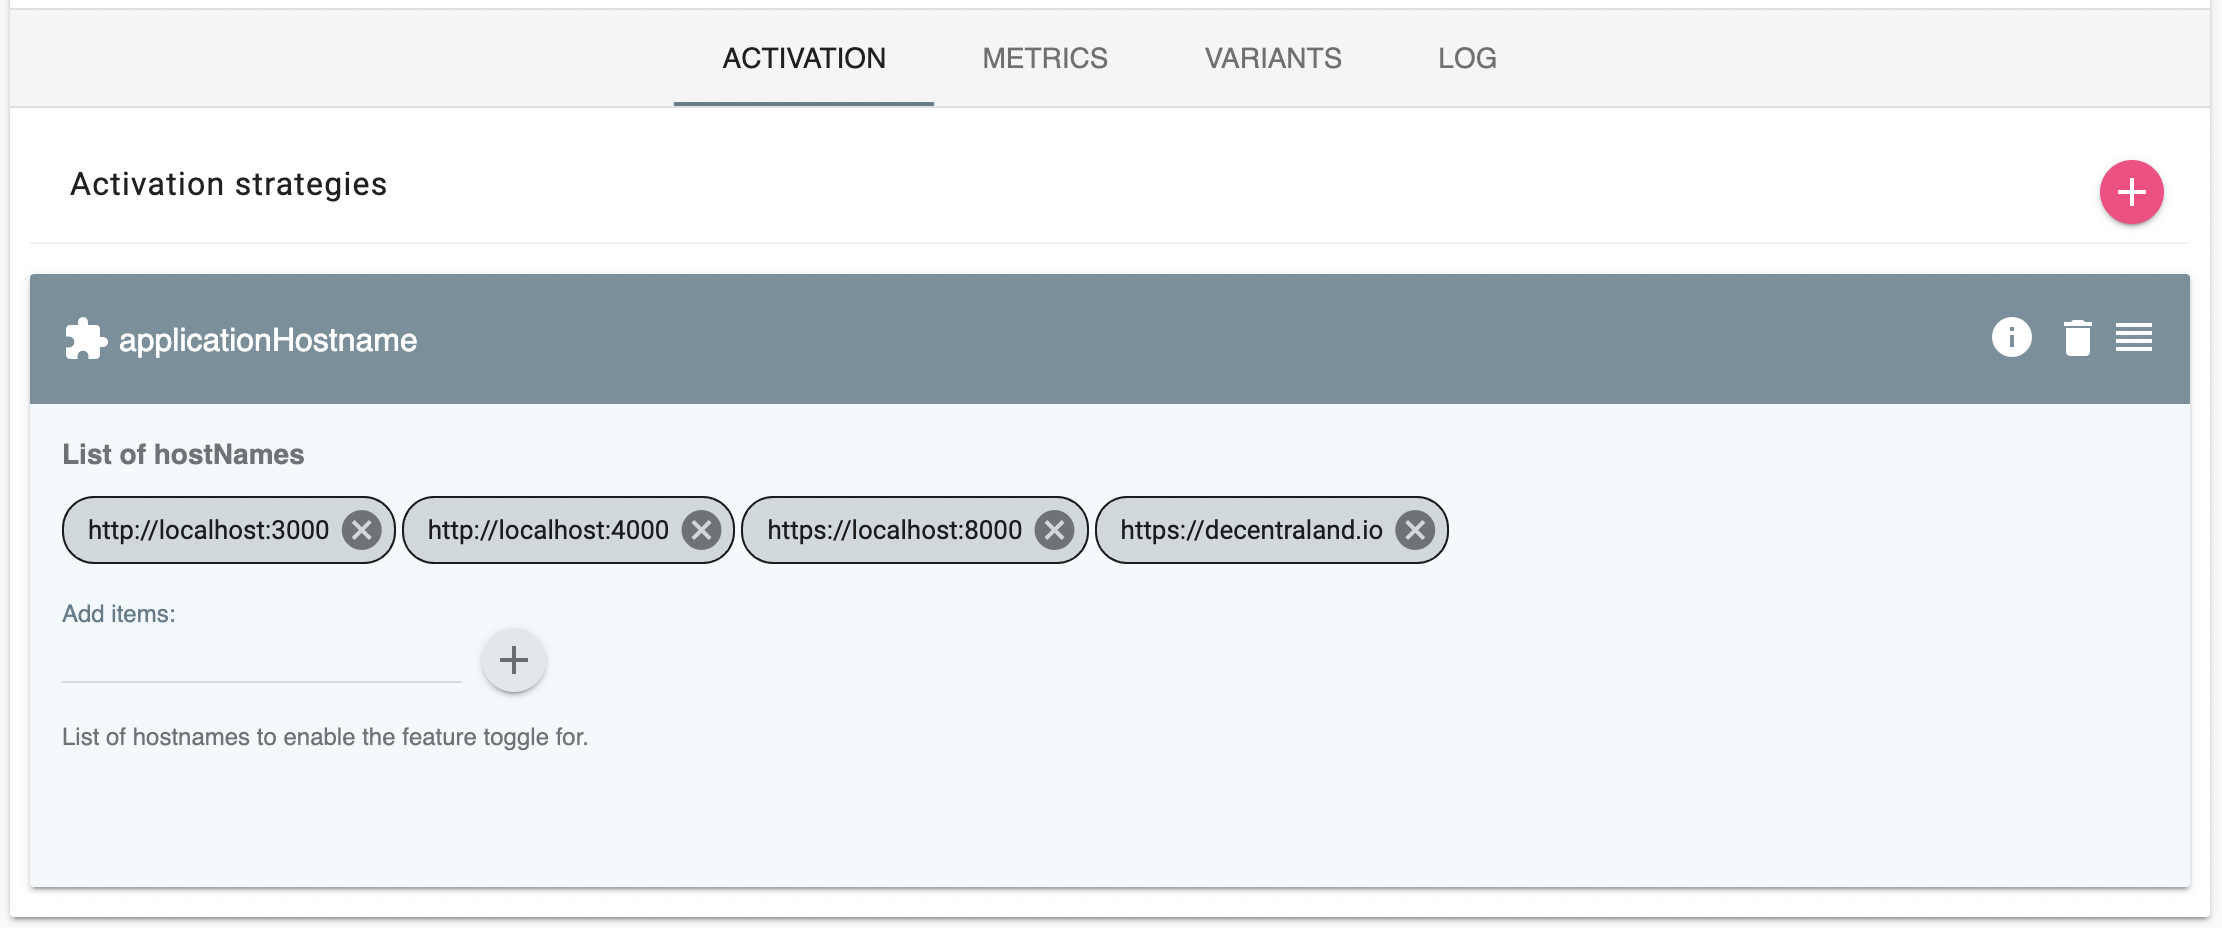 ACTIVATION METRICS VARIANTS LOG
Activation strategies
applicationHostname
List of hostNames
http://localhost:3000 http://localhost:4000 https://localhost:8000 https://decentraland.io
Add items:
List of hostnames to enable the feature toggle for.